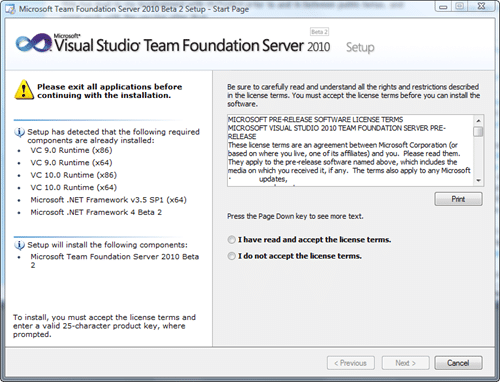 Microsoft Team Foundation Server 2010 Beta 2 Setup - Start Page
Beta 2
Microsoft®
Visual Studio® Team Foundation Server 2010 Setup
Please exit all applications before
continuing with the installation.
Setup has detected that the following required
components are already installed:
• VC 9.0 Runtime (x86)
• VC 9.0 Runtime (x64)
• VC 10.0 Runtime (x86)
• VC 10.0 Runtime (x64)
• Microsoft .NET Framework v3.5 SP1 (x64)
• Microsoft .NET Framework 4 Beta 2
Setup will install the following components:
• Microsoft Team Foundation Server 2010 Beta
2
To install, you must accept the license terms and
enter a valid 25-character product key, where
prompted.
Be sure to carefully read and understand all the rights and restrictions described
in the license terms. You must accept the license terms before you can install the
software.
MICROSOFT PRE-RELEASE SOFTWARE LICENSE TERMS
MICROSOFT VISUAL STUDIO 2010 TEAM FOUNDATION SERVER PRE-
RELEASE
These license terms are an agreement between Microsoft Corporation (or
based on where you live, one of its affiliates) and you. Please read them.
They apply to the pre-release software named above, which includes the
media on which you received it, if any. The terms also apply to any Microsoft
· updates,
Print
Press the Page Down key to see more text.
I have read and accept the license terms.
I do not accept the license terms.
< Previous Next > Cancel